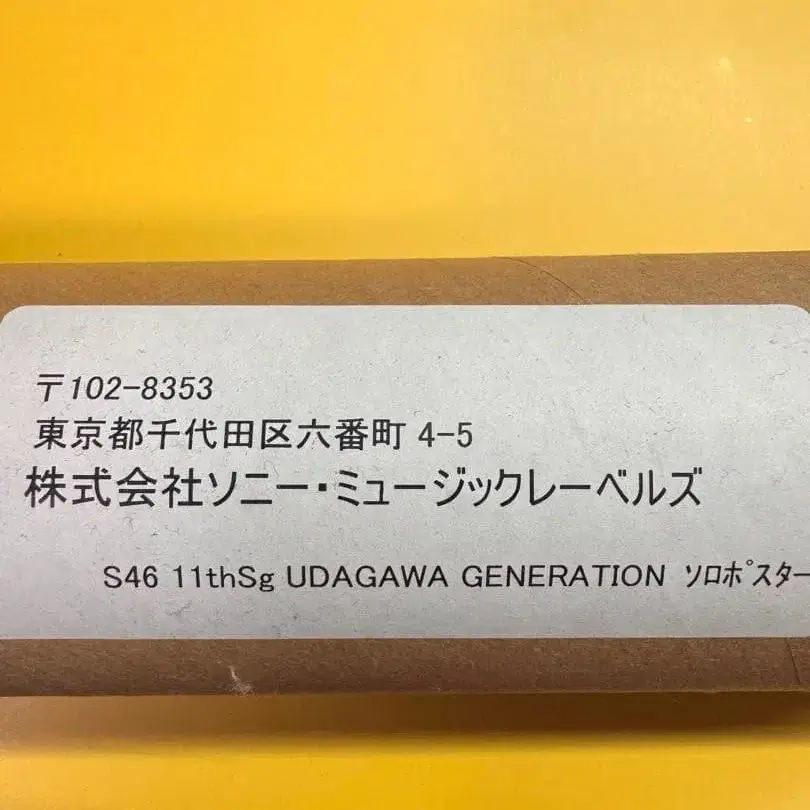 〒102-8353
東京都千代田区六番町 4-5
株式会社ソニー・ミュージックレーベルズ
S46 11thSg UDAGAWA GENERATION ソロポスター